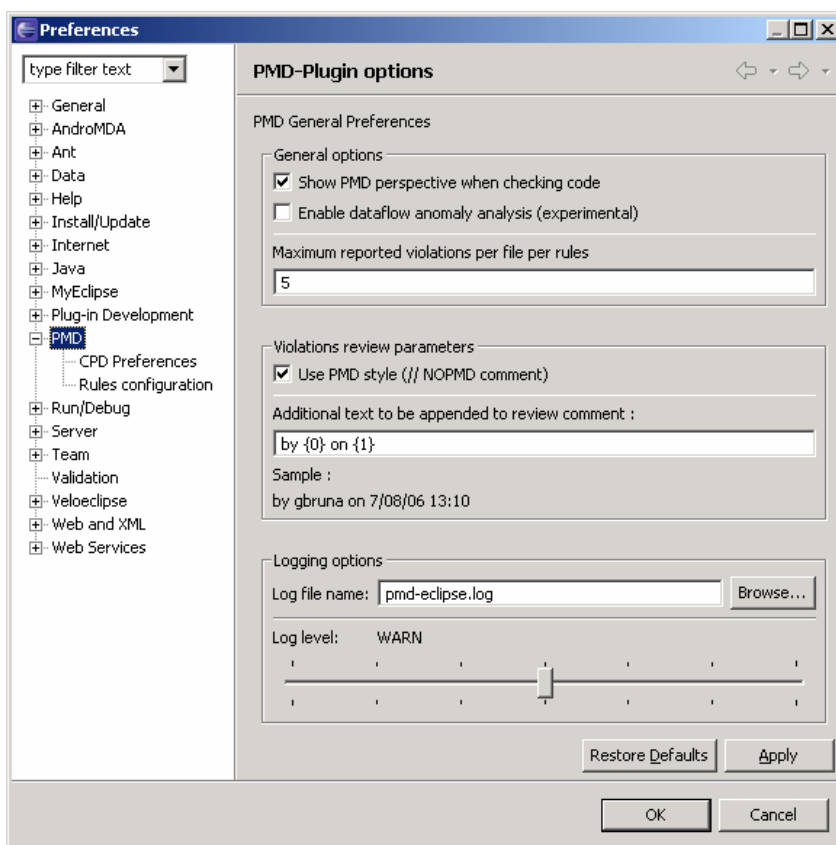 Preferences
type filter text
General
AndroMDA
Ant
Data
Help
Install/Update
Internet
Java
MyEclipse
Plug-in Development
PMD
CPD Preferences
Rules configuration
Run/Debug
Server
Team
Validation
Veloeclipse
Web and XML
Web Services
PMD-Plugin options
PMD General Preferences
General options
Show PMD perspective when checking code
Enable dataflow anomaly analysis (experimental)
Maximum reported violations per file per rules
5
Violations review parameters
Use PMD style (// NOPMD comment)
Additional text to be appended to review comment :
by {0} on {1}
Sample :
by gbruna on 7/08/06 13:10
Logging options
Log file name: pmd-eclipse.log Browse...
Log level: WARN
Restore Defaults Apply
OK Cancel